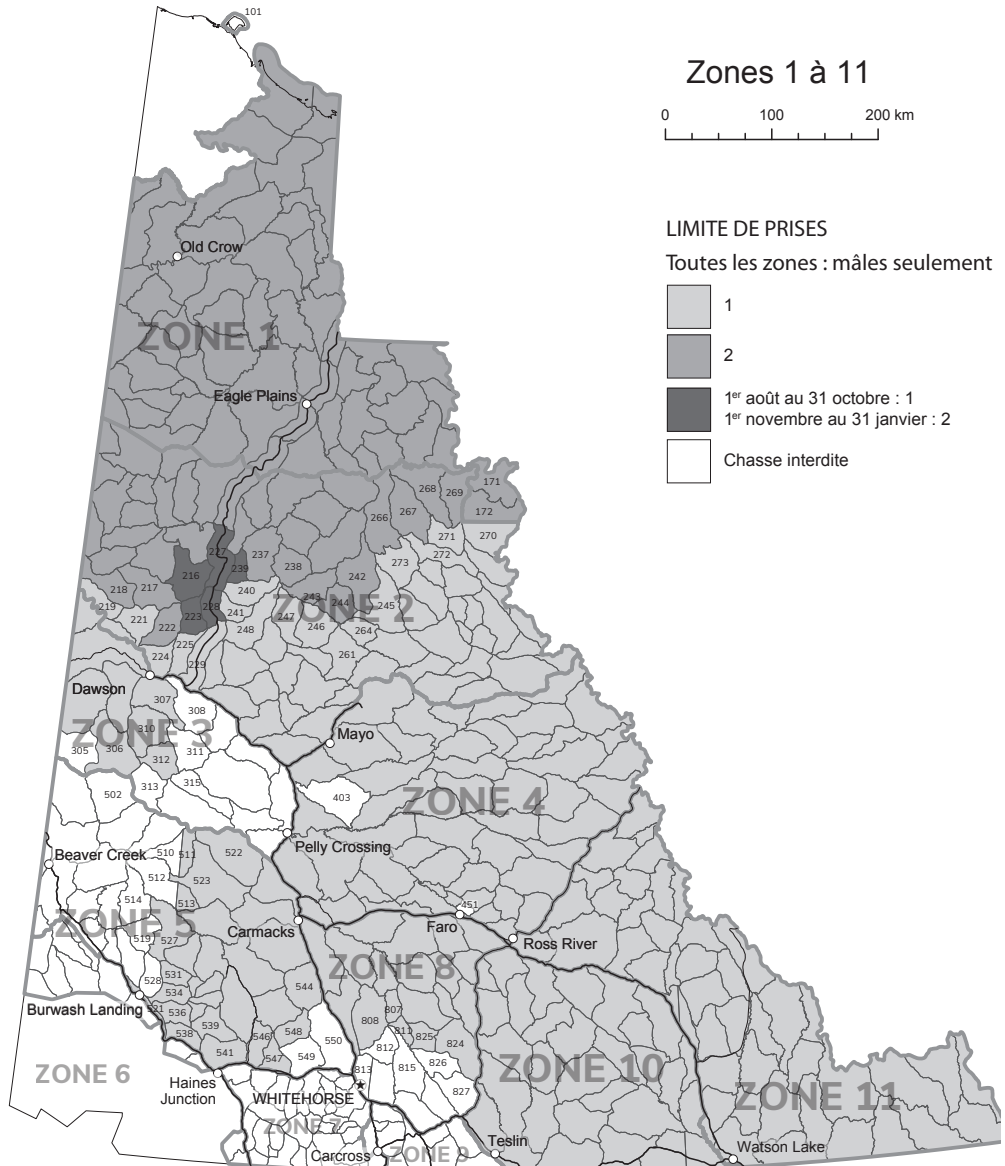 101
Zones 1 à 11
0 100 200 km
LIMITE DE PRISES
Toutes les zones : mâles seulement
1
2
1er août au 31 octobre : 1
1er novembre au 31 janvier : 2
Chasse interdite
Old Crow
ZONE 1
Eagle Plains
171
268
269
172
266
267
270
271
227
237
272
273
238
239
216
242
218
217
240
243
244
245
219
228
241
247
ZONE 2
221
223
222
248
246
264
225
224
261
229
Dawson
307
308
310
ZONE 3
Mayo
305
306
311
312
313
315
502
403
ZONE 4
Pelly Crossing
Beaver Creek
510
511
522
512
523
514
513
451
ZONE 5
519
527
Carmacks
Faro
Ross River
ZONE 8
528
531
534
544
Burwash Landing
521
536
807
808
539
538
546
548
550
811
825
824
812
541
547
549
813
815
826
ZONE 6
ZONE 10
Haines
Junction
WHITEHORSE
827
ZONE 11
ZONE 7
Carcross
ZONE 9
Teslin
Watson Lake